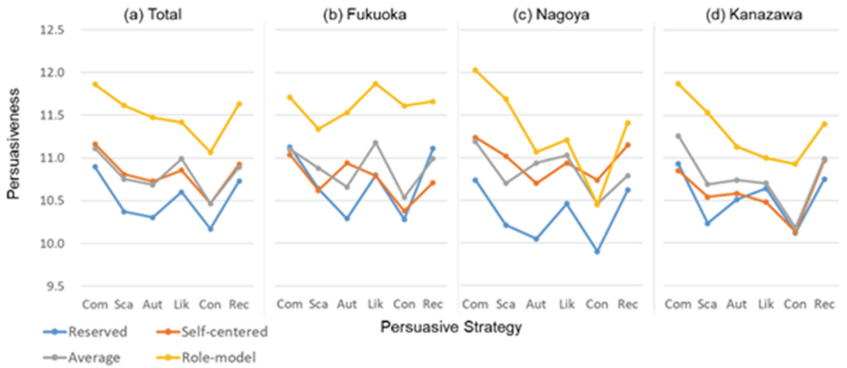 (a) Total (b) Fukuoka (c) Nagoya (d) Kanazawa
12.5
12.0
11.5
11.0
10.5
10.0
9.5
Persuasiveness
Com Sca Aut Lik Con Rec Com Sca Aut Lik Con Rec Com Sca Aut Lik Con Rec Com Sca Aut Lik Con Rec
Persuasive Strategy
Reserved Self-centered
Average Role-model